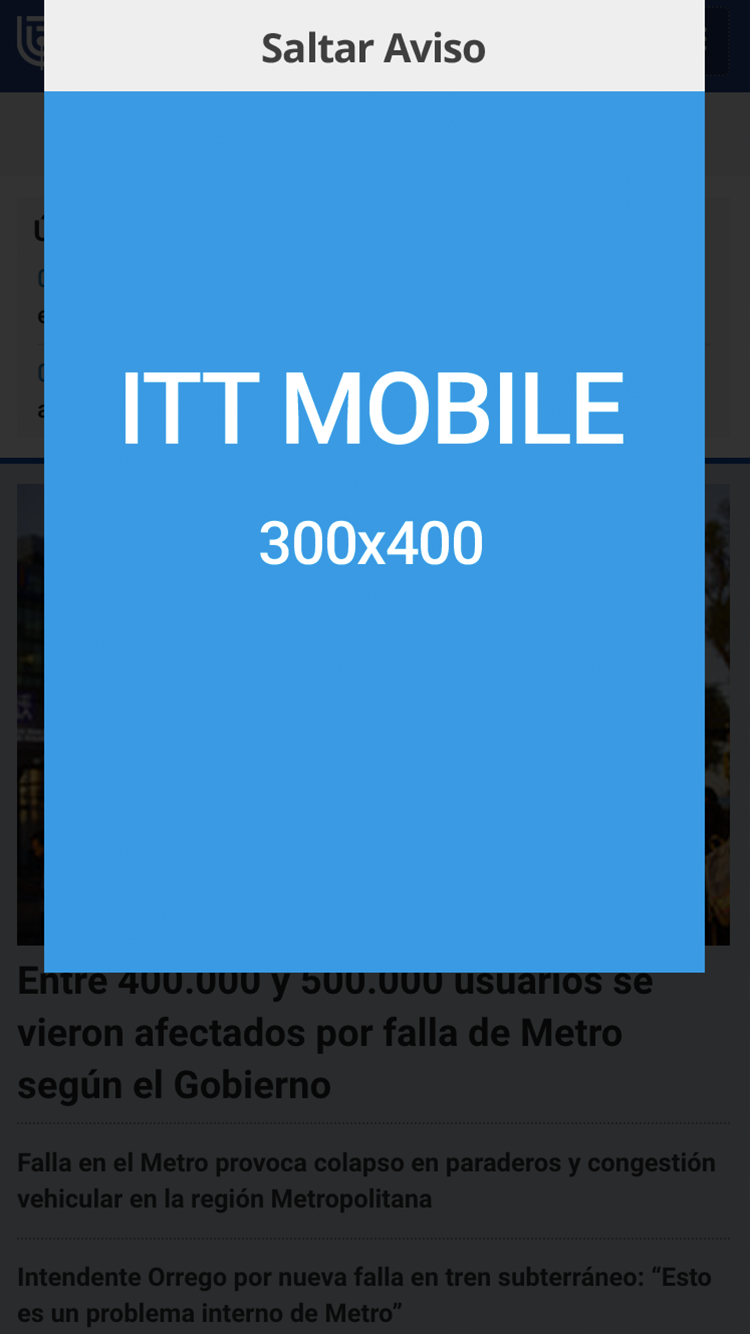 Saltar Aviso
ITT MOBILE
300x400
Entre 400.000 y 500.000 usuarios se
vieron afectados por falla de Metro
según el Gobierno
Falla en el Metro provoca colapso en paraderos y congestión
vehicular en la región Metropolitana
Intendente Orrego por nueva falla en tren subterráneo: “Esto
es un problema interno de Metro”